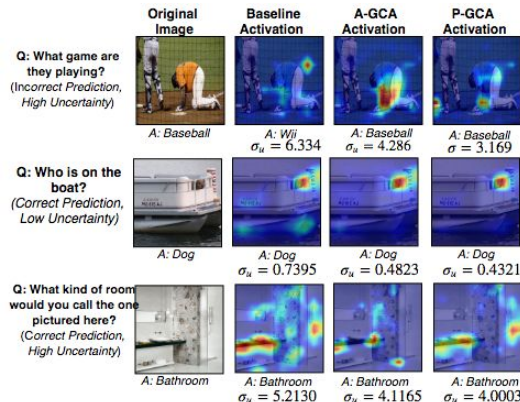 Original Image
Baseline Activation
A-GCA Activation
P-GCA Activation
Q: What game are
they playing?
(Incorrect Prediction,
High Uncertainty)
A: Baseball
A: Wii
σu = 6.334
A: Baseball
σu = 4.286
A: Baseball
σ = 3.169
Q: Who is on the
boat?
(Correct Prediction,
Low Uncertainty)
A: Dog
A: Dog
σu = 0.7395
A: Dog
σu = 0.4823
A: Dog
σu = 0.4321
Q: What kind of room
would you call the one
pictured here?
(Correct Prediction,
High Uncertainty)
A: Bathroom
A: Bathroom
σu = 5.2130
A: Bathroom
σu = 4.1165
A: Bathroom
σu = 4.0003